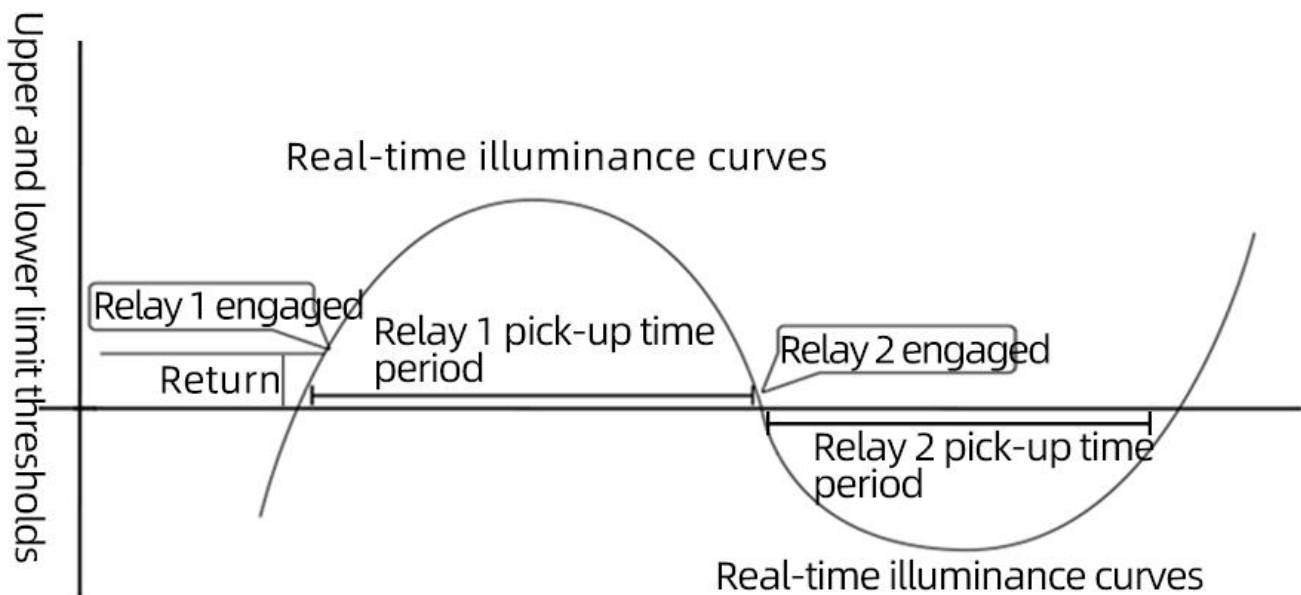 Upper and lower limit thresholds
Real-time illuminance curves
Relay 1 engaged
Relay 1 pick-up time
period
Relay 2 engaged
Return
Relay 2 pick-up time
period
Real-time illuminance curves